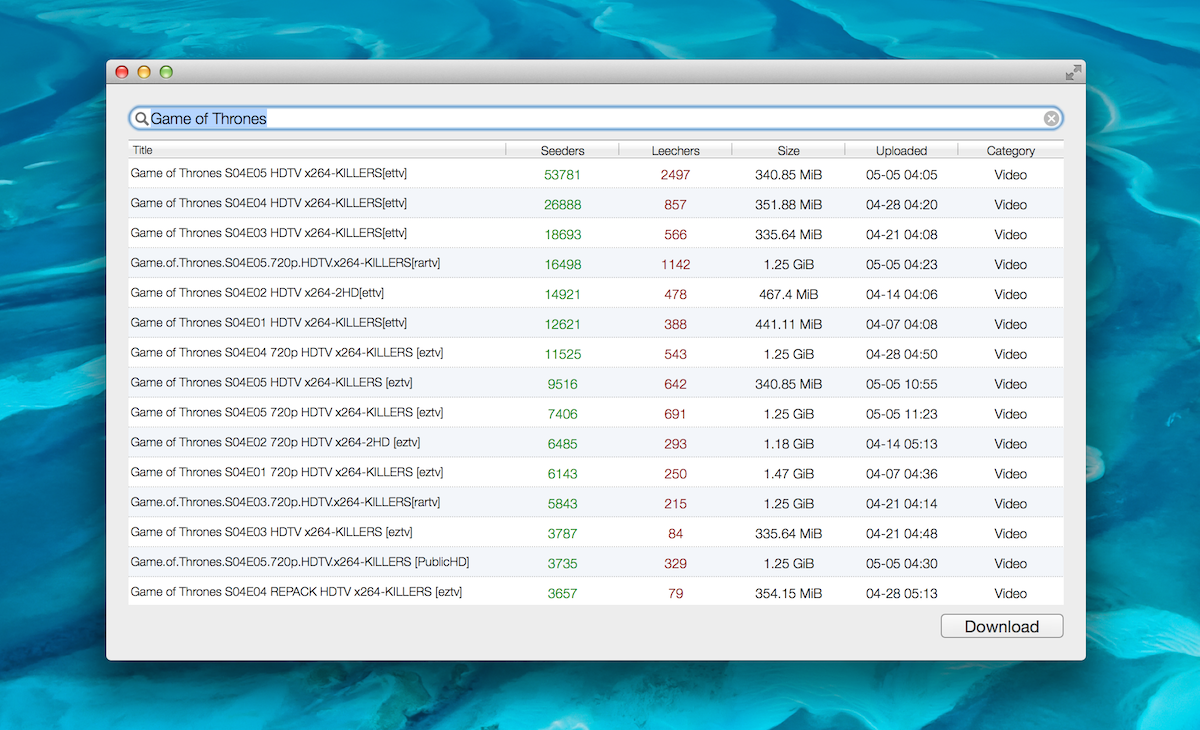 Game of Thrones
Title Seeders Leechers Size Uploaded Category
Game of Thrones S04E05 HDTV x264-KILLERS[ettv] 53781 2497 340.85 MiB 05-05 04:05 Video
Game of Thrones S04E04 HDTV x264-KILLERS[ettv] 26888 857 351.88 MiB 04-28 04:20 Video
Game of Thrones S04E03 HDTV x264-KILLERS[ettv] 18693 566 335.64 MiB 04-21 04:08 Video
Game.of.Thrones.S04E05.720p.HDTV.x264-KILLERS[rartv] 16498 1142 1.25 GiB 05-05 04:23 Video
Game of Thrones S04E02 HDTV x264-2HD[ettv] 14921 478 467.4 MiB 04-14 04:06 Video
Game of Thrones S04E01 HDTV x264-KILLERS[ettv] 12621 388 441.11 MiB 04-07 04:08 Video
Game of Thrones S04E04 720p HDTV x264-KILLERS [eztv] 11525 543 1.25 GiB 04-28 04:50 Video
Game of Thrones S04E05 HDTV x264-KILLERS [eztv] 9516 642 340.85 MiB 05-05 10:55 Video
Game of Thrones S04E05 720p HDTV x264-KILLERS [eztv] 7406 691 1.25 GiB 05-05 11:23 Video
Game of Thrones S04E02 720p HDTV x264-2HD [eztv] 6485 293 1.18 GiB 04-14 05:13 Video
Game of Thrones S04E01 720p HDTV x264-KILLERS [eztv] 6143 250 1.47 GiB 04-07 04:36 Video
Game.of.Thrones.S04E03.720p.HDTV.x264-KILLERS[rartv] 5843 215 1.25 GiB 04-21 04:14 Video
Game of Thrones S04E03 HDTV x264-KILLERS [eztv] 3787 84 335.64 MiB 04-21 04:48 Video
Game.of.Thrones.S04E05.720p.HDTV.x264-KILLERS [PublicHD] 3735 329 1.25 GiB 05-05 04:30 Video
Game of Thrones S04E04 REPACK HDTV x264-KILLERS [eztv] 3657 79 354.15 MiB 04-28 05:13 Video
Download